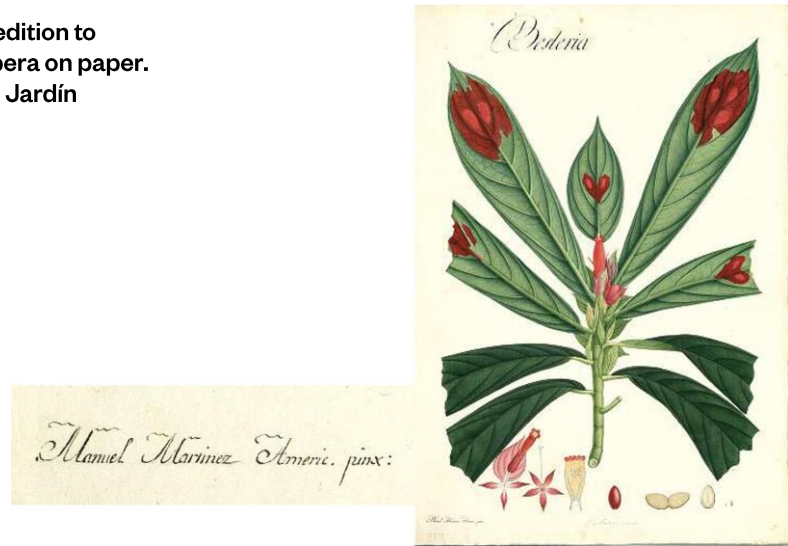 edition to
pera on paper.
Jardín
Besleria
Manuel Martinez Americ. pinx: